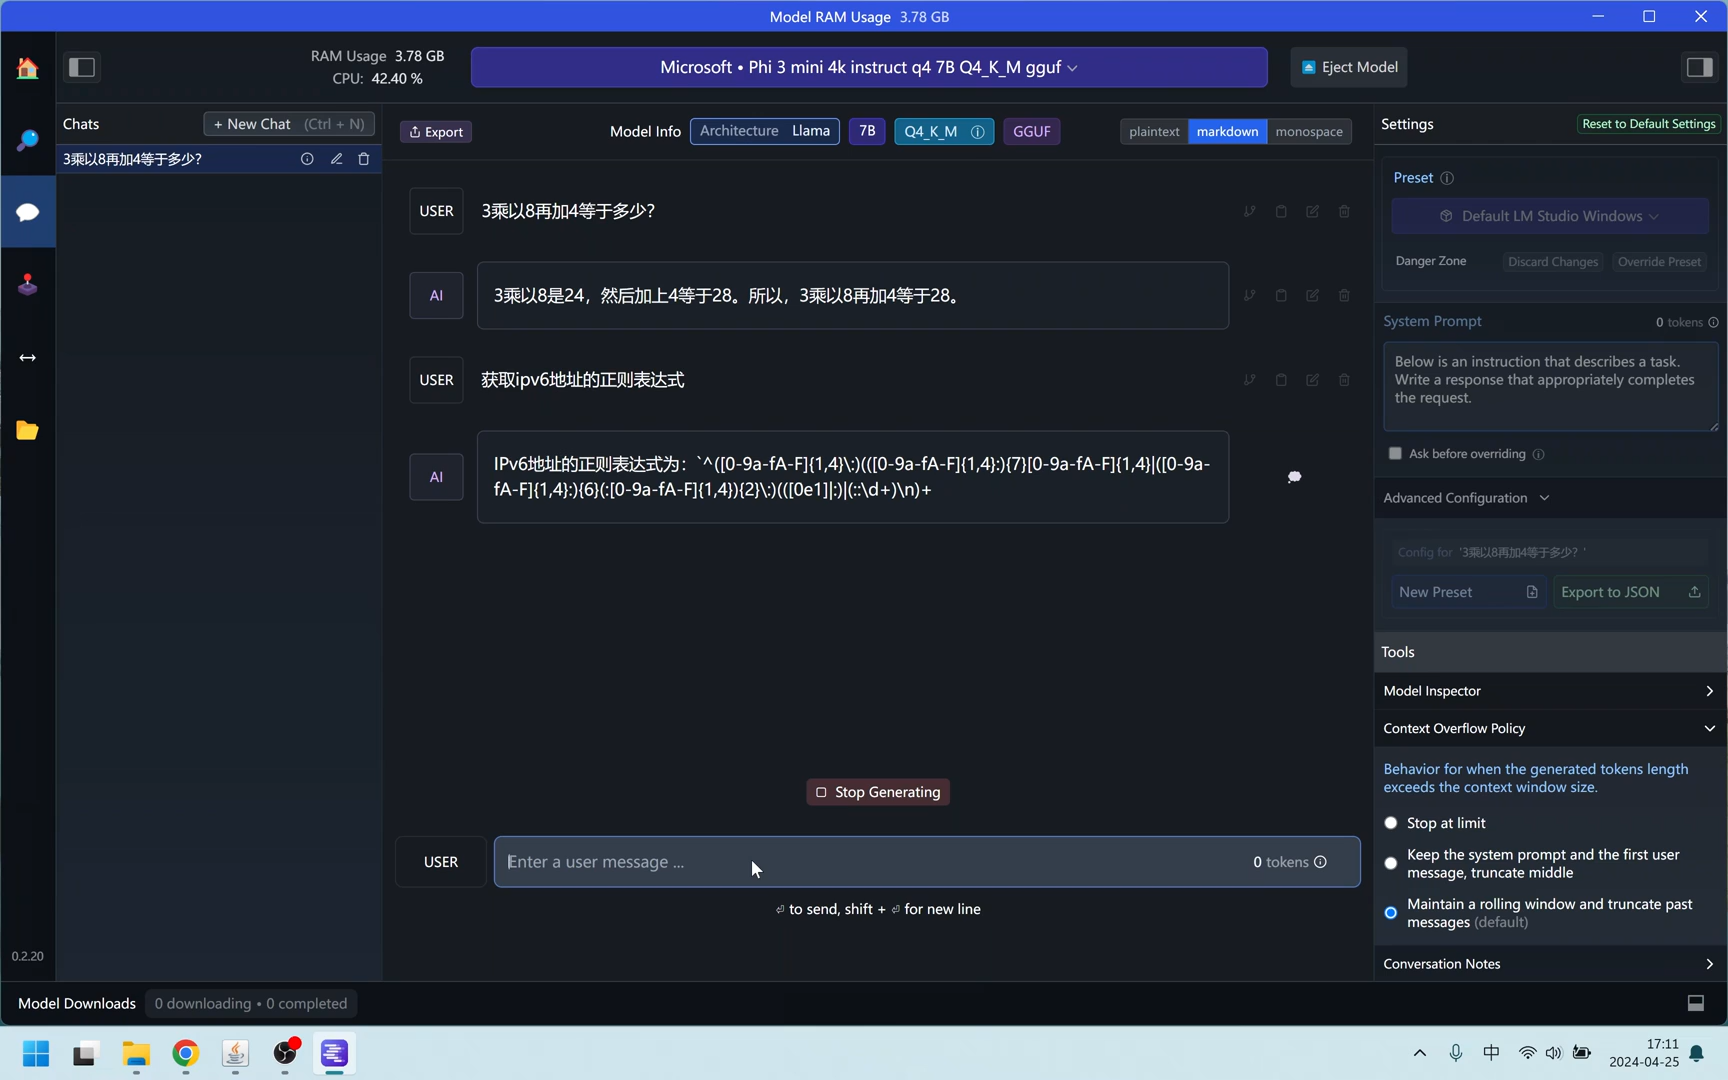 Model RAM Usage 3.78 GB
RAM Usage 3.78 GB
CPU: 42.40 %
Microsoft • Phi 3 mini 4k instruct q4 7B Q4_K_M gguf
Eject Model
Chats
+ New Chat (Ctrl + N)
3乘以8再加4等于多少？
Export
Model Info
Architecture Llama
7B
Q4_K_M
GGUF
plaintext markdown monospace
USER
3乘以8再加4等于多少？
AI
3乘以8是24，然后加上4等于28。所以，3乘以8再加4等于28。
USER
获取ipv6地址的正则表达式
AI
IPv6地址的正则表达式为：`^([0-9a-fA-F]{1,4}\:)(([0-9a-fA-F]{1,4}:){7}[0-9a-fA-F]{1,4}|([0-9a-
fA-F]{1,4}:){6}(:[0-9a-fA-F]{1,4}){2}\:)(([0e1]|:)|(::\d+)\n)+
Stop Generating
USER
Enter a user message ...
0 tokens
⏎ to send, shift + ⏎ for new line
Settings
Reset to Default Settings
Preset
Default LM Studio Windows
Danger Zone
Discard Changes
Override Preset
System Prompt
0 tokens
Below is an instruction that describes a task.
Write a response that appropriately completes
the request.
Ask before overriding
Advanced Configuration
Config for '3乘以8再加4等于多少？'
New Preset
Export to JSON
Tools
Model Inspector
Context Overflow Policy
Behavior for when the generated tokens length
exceeds the context window size.
Stop at limit
Keep the system prompt and the first user
message, truncate middle
Maintain a rolling window and truncate past
messages (default)
Conversation Notes
0.2.20
Model Downloads
0 downloading • 0 completed
中
17:11
2024-04-25